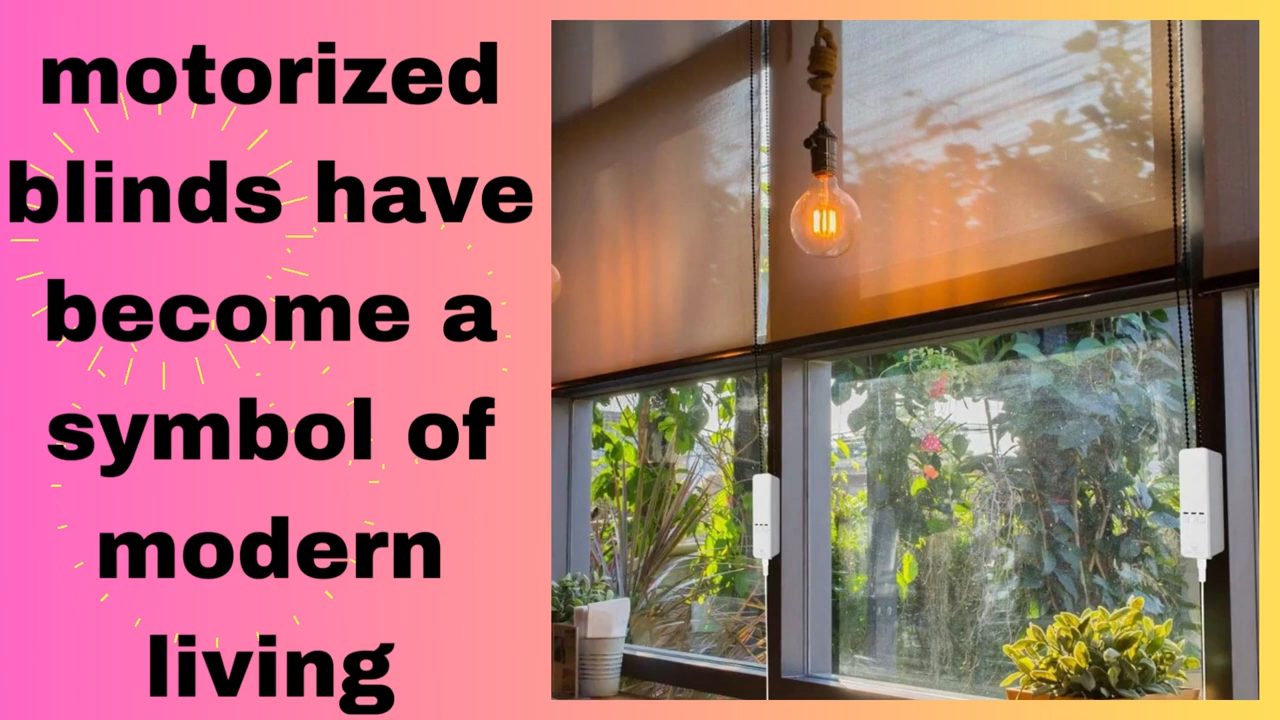 motorized
blinds have
become a
symbol of
modern
living